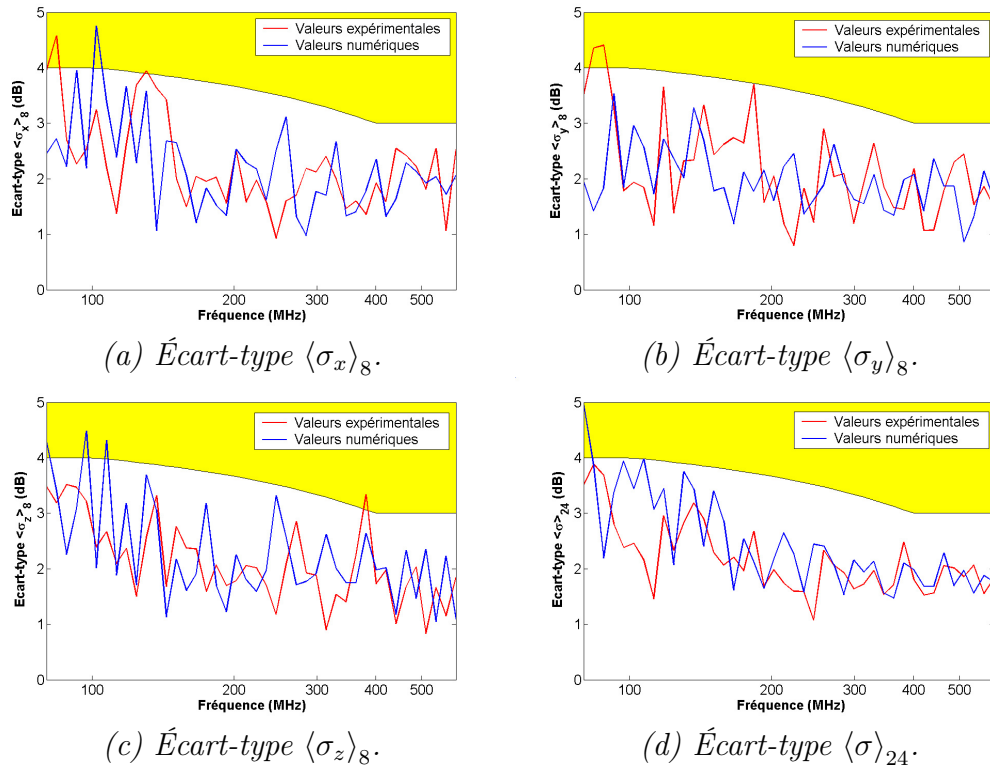 Écart-type <σx>8 (dB)
5
4
3
2
1
0
Valeurs expérimentales
Valeurs numériques
100 200 300 400 500
Fréquence (MHz)
(a) Écart-type ⟨σx⟩8.
Ecart-type <σy>8 (dB)
5
4
3
2
1
0
Valeurs expérimentales
Valeurs numériques
100 200 300 400 500
Fréquence (MHz)
(b) Écart-type ⟨σy⟩8.
Ecart-type <σz>8 (dB)
5
4
3
2
1
0
Valeurs expérimentales
Valeurs numériques
100 200 300 400 500
Fréquence (MHz)
(c) Écart-type ⟨σz⟩8.
Ecart-type <σ>24 (dB)
5
4
3
2
1
0
Valeurs expérimentales
Valeurs numériques
100 200 300 400 500
Fréquence (MHz)
(d) Écart-type ⟨σ⟩24.